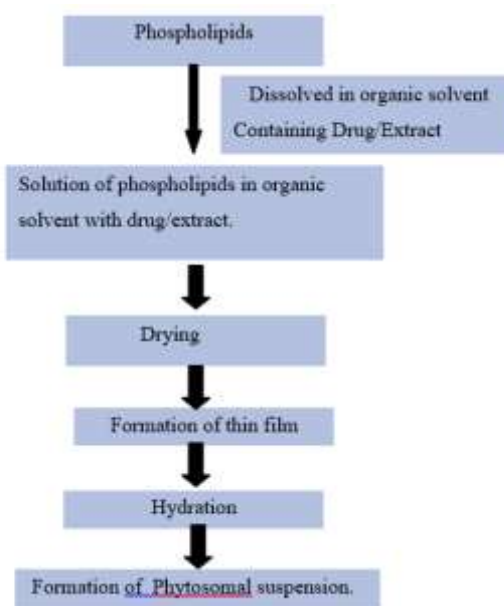 Phospholipids
Dissolved in organic solvent
Containing Drug/Extract
Solution of phospholipids in organic
solvent with drug/extract.
Drying
Formation of thin film
Hydration
Formation of Phytosomal suspension.